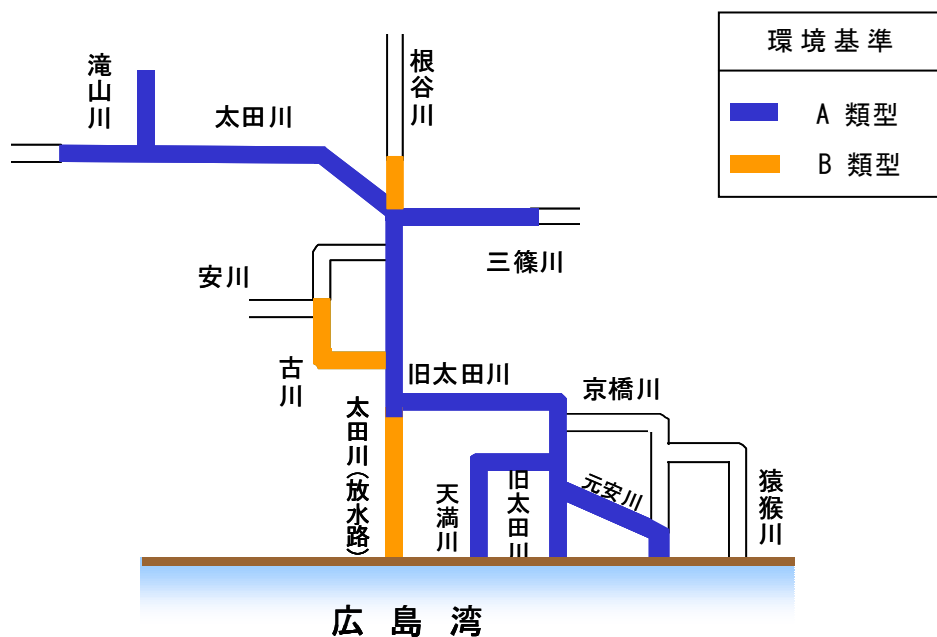 環境基準
A 類型
B 類型
滝山川
太田川
根谷川
三篠川
安川
古川
旧太田川
京橋川
太田川(放水路)
天満川
旧太田川
元安川
猿猴川
広島湾